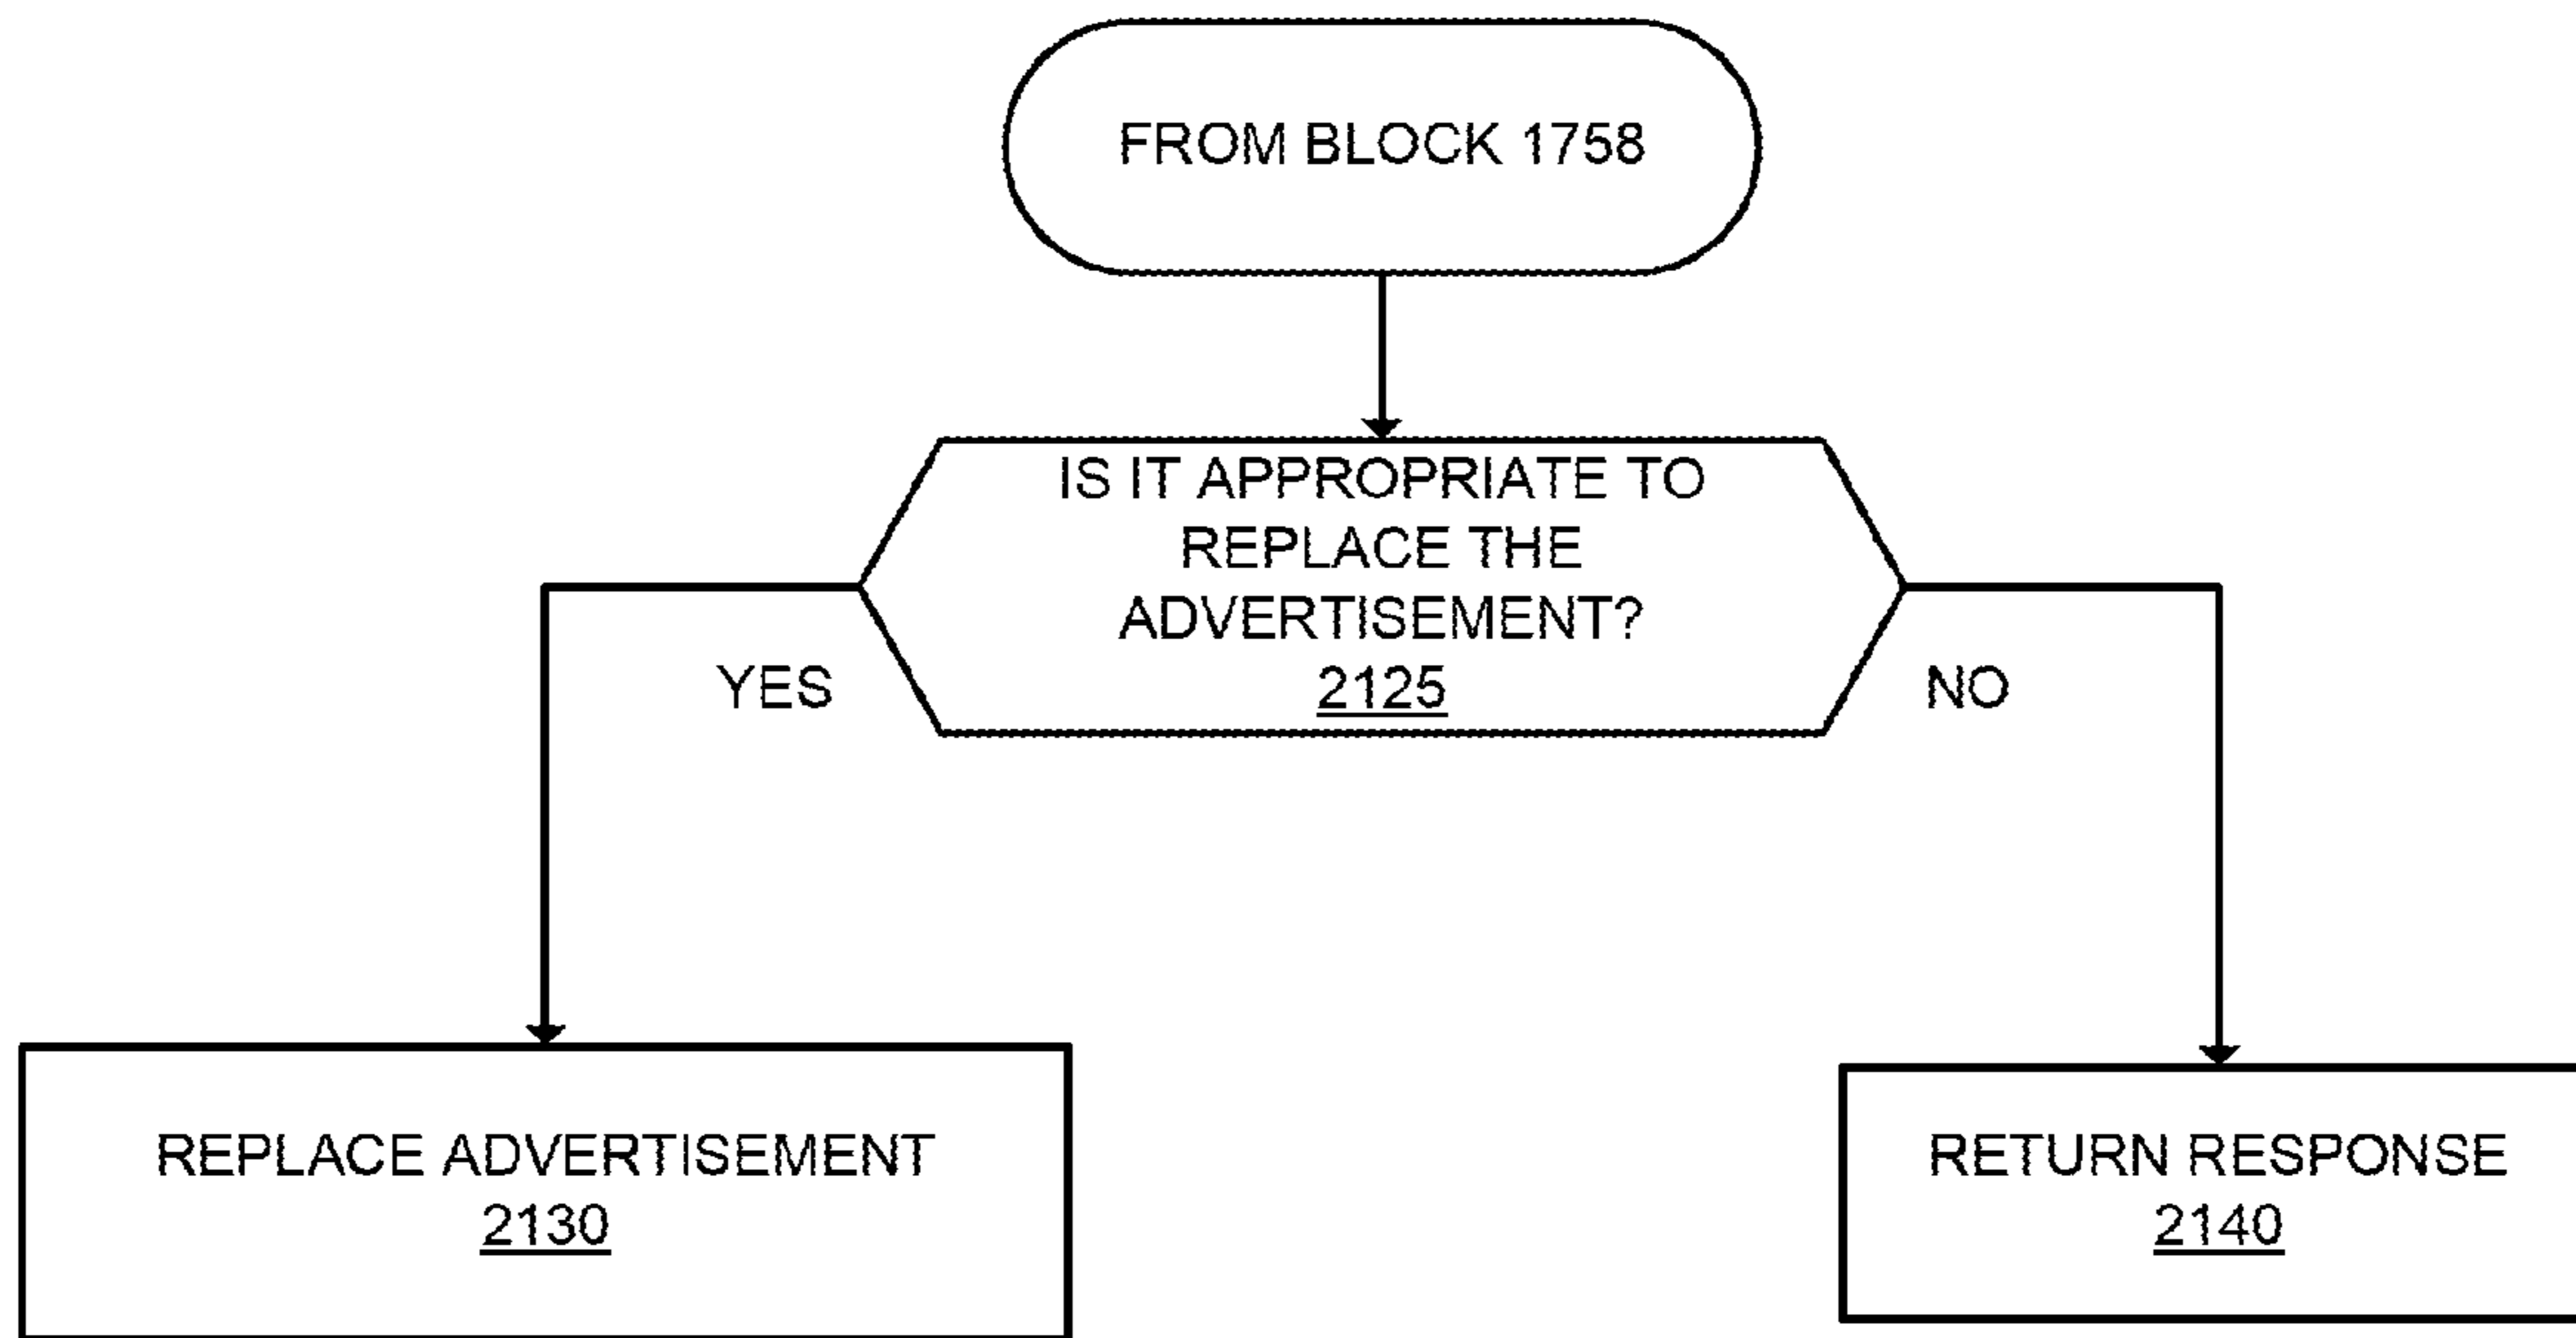 FROM BLOCK 1758
IS IT APPROPRIATE TO
REPLACE THE
ADVERTISEMENT?
2125
YES
NO
REPLACE ADVERTISEMENT
2130
RETURN RESPONSE
2140